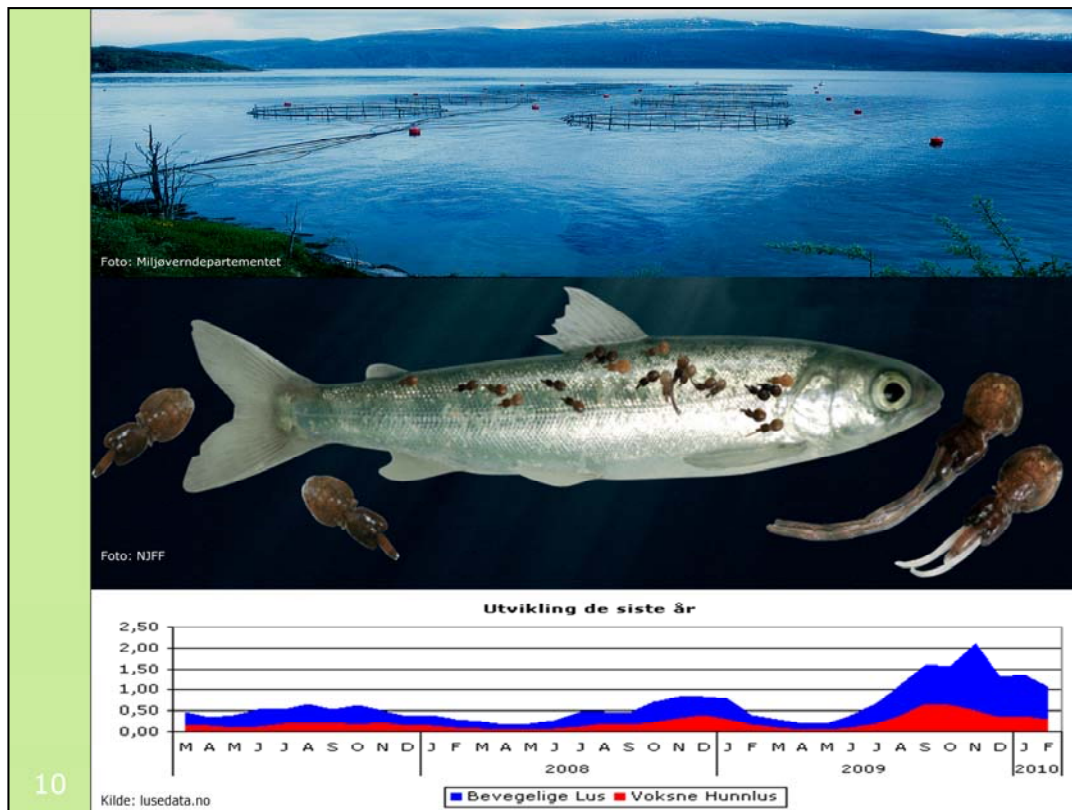 Foto: Miljøverndepartementet
Foto: NJFF
Utvikling de siste år
2,50
2,00
1,50
1,00
0,50
0,00
M A M J J A S O N D J F M A M J J A S O N D J F M A M J J A S O N D J F
2008 2009 2010
Bevegelige Lus Voksne Hunnlus
10
Kilde: lusedata.no